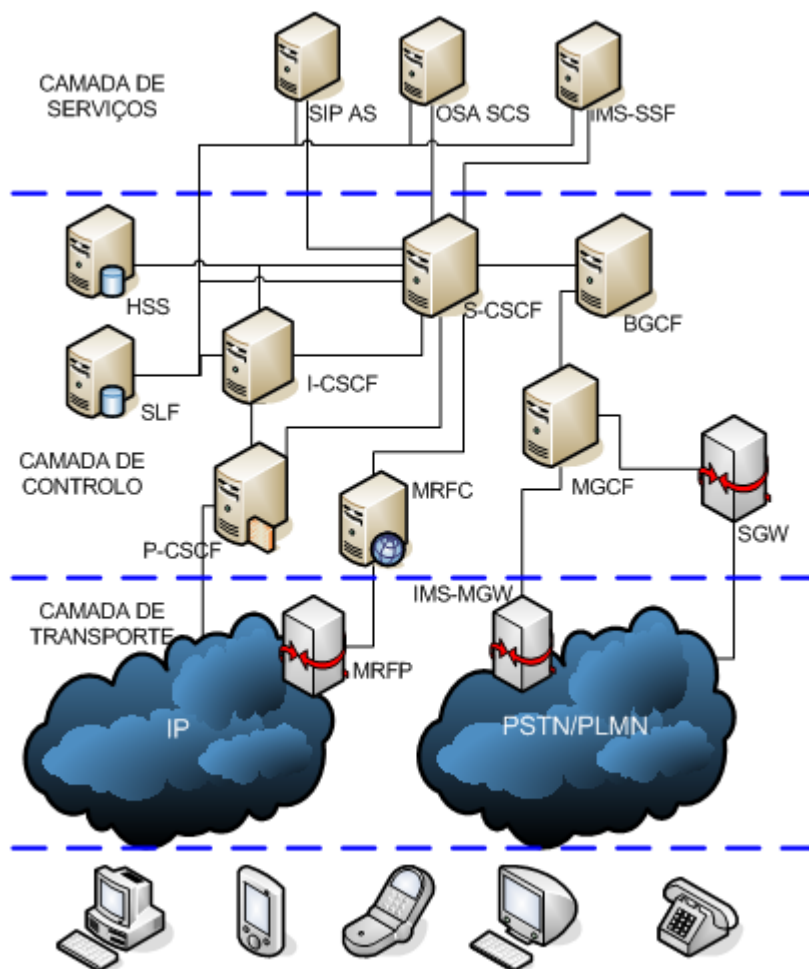 CAMADA DE
SERVIÇOS
SIP AS
OSA SCS
IMS-SSF
HSS
S-CSCF
BGCF
SLF
I-CSCF
CAMADA DE
CONTROLO
P-CSCF
MRFC
MGCF
SGW
CAMADA DE
TRANSPORTE
IMS-MGW
MRFP
IP
PSTN/PLMN